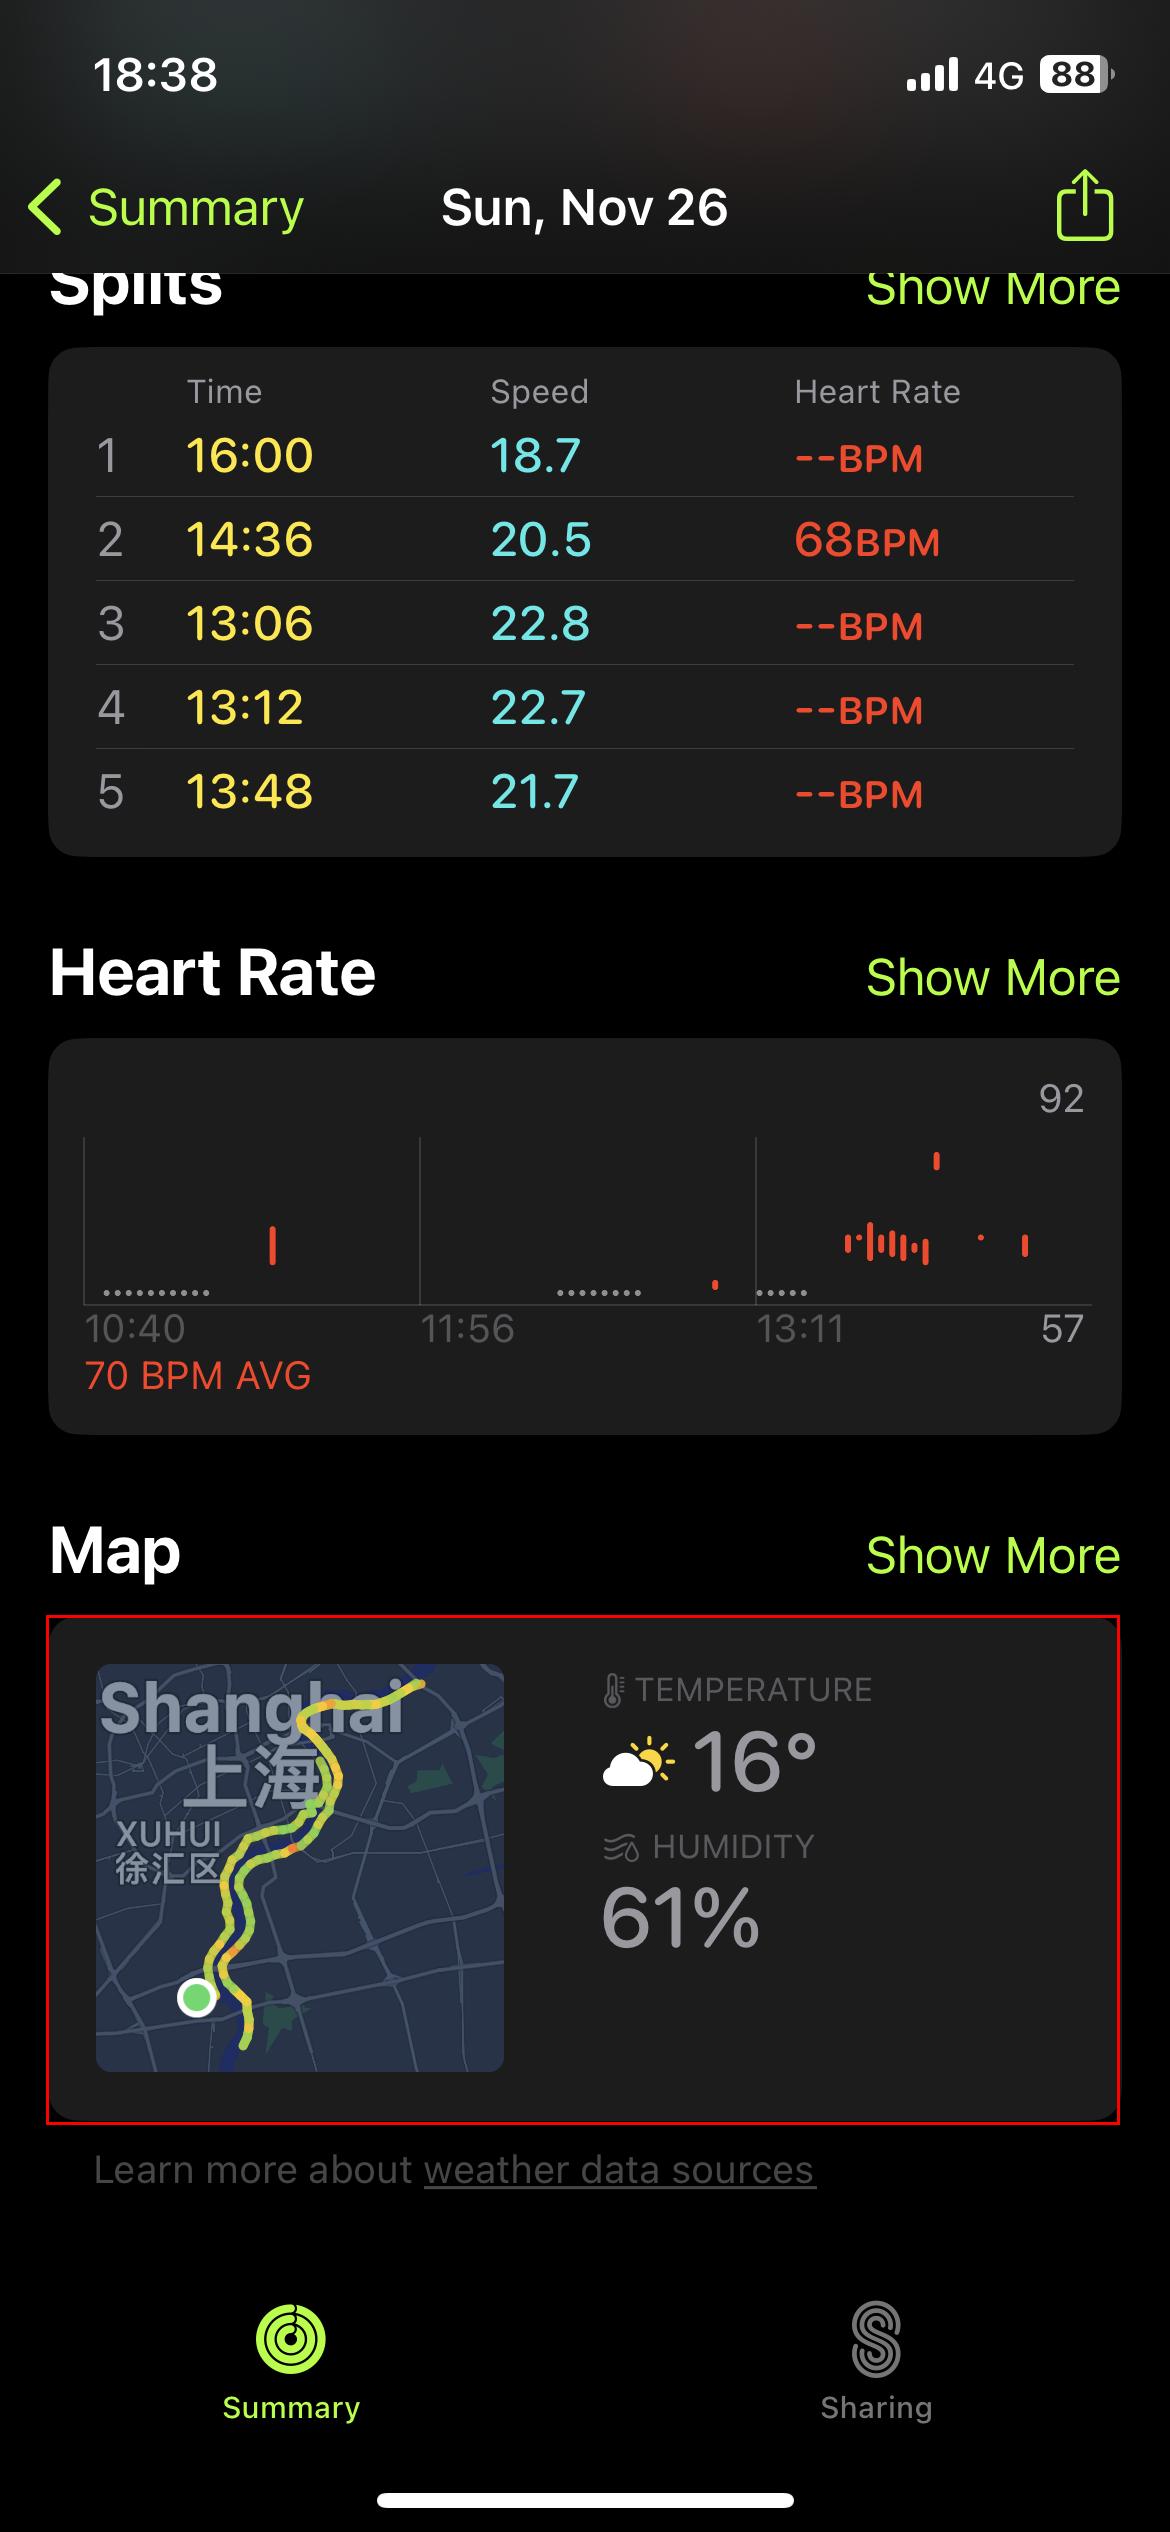 18:38
4G 88
Summary
Sun, Nov 26
Splits
Show More
Time Speed Heart Rate
1 16:00 18.7 --BPM
2 14:36 20.5 68BPM
3 13:06 22.8 --BPM
4 13:12 22.7 --BPM
5 13:48 21.7 --BPM
Heart Rate
Show More
92
10:40 11:56 13:11 57
70 BPM AVG
Map
Show More
Shanghai
上海
XUHUI
徐汇区
TEMPERATURE
16°
HUMIDITY
61%
Learn more about weather data sources
Summary
Sharing